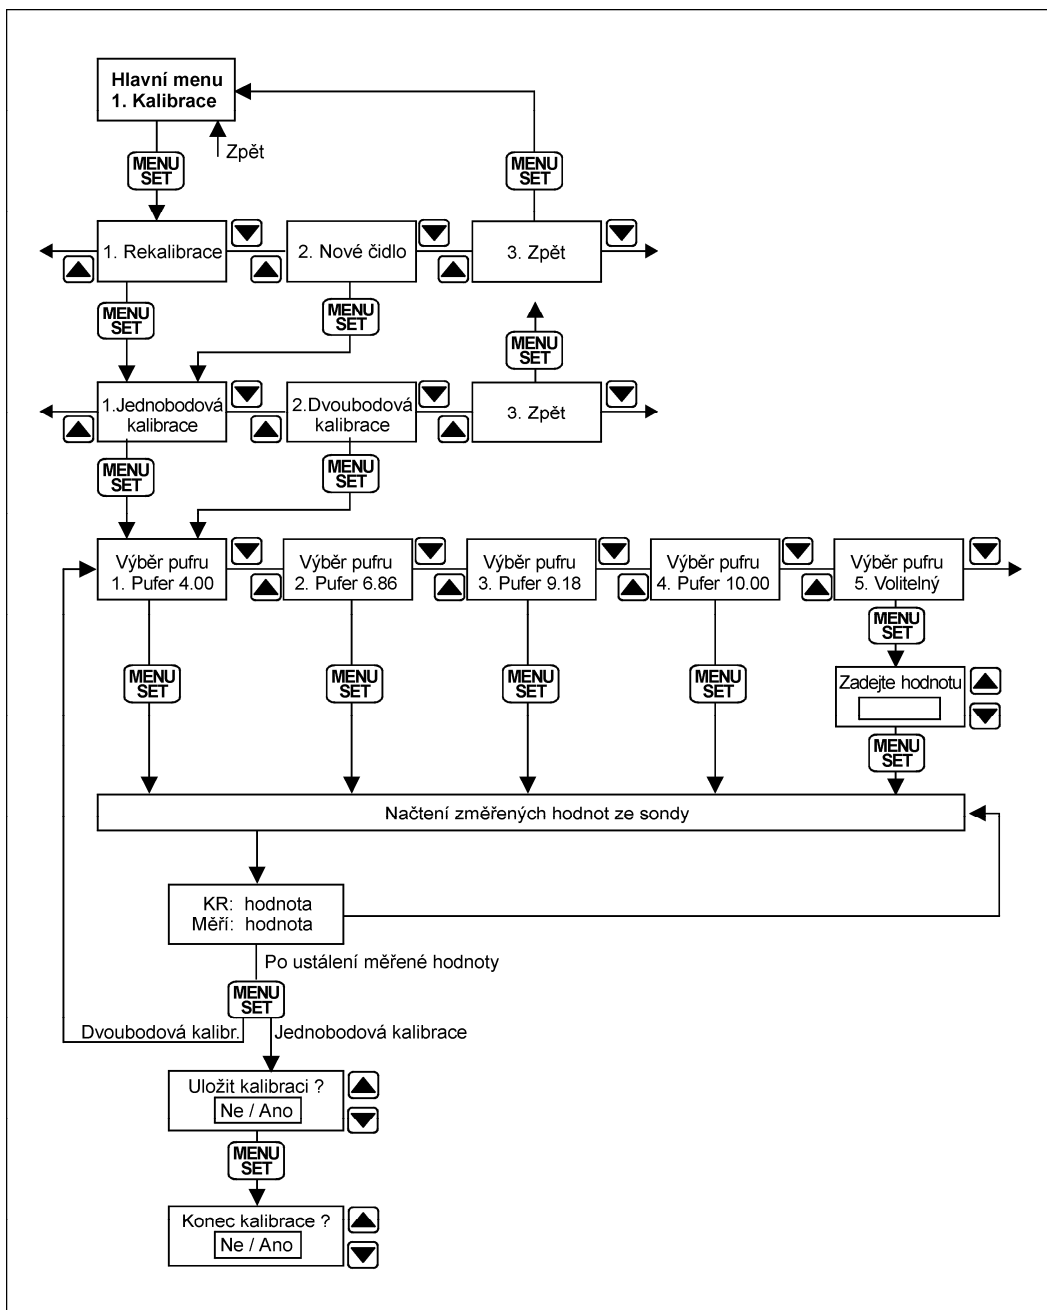 Hlavní menu
1. Kalibrace
Zpět
MENU
SET
MENU
SET
1. Rekalibrace
2. Nové čidlo
3. Zpět
MENU
SET
MENU
SET
MENU
SET
1.Jednobodová
kalibrace
2.Dvoubodová
kalibrace
3. Zpět
MENU
SET
MENU
SET
Výběr pufru
1. Pufer 4.00
Výběr pufru
2. Pufer 6.86
Výběr pufru
3. Pufer 9.18
Výběr pufru
4. Pufer 10.00
Výběr pufru
5. Volitelný
MENU
SET
MENU
SET
MENU
SET
MENU
SET
MENU
SET
Zadejte hodnotu
MENU
SET
Načtení změřených hodnot ze sondy
KR: hodnota
Měří: hodnota
Po ustálení měřené hodnoty
MENU
SET
Dvoubodová kalibr.
Jednobodová kalibrace
Uložit kalibraci ?
Ne / Ano
MENU
SET
Konec kalibrace ?
Ne / Ano